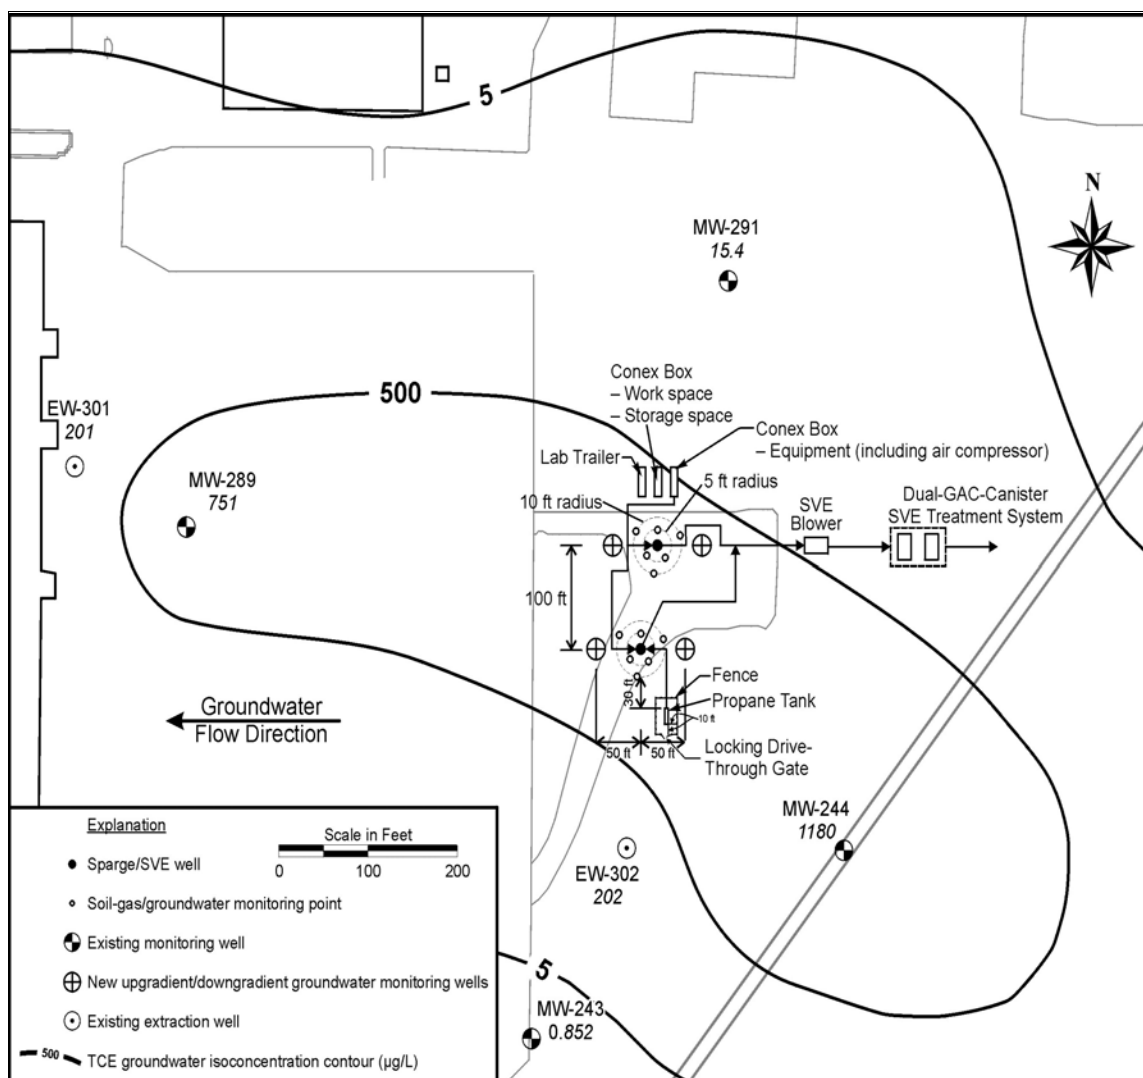 5
N
MW-291
15.4
500
Conex Box
– Work space
– Storage space
EW-301
201
Conex Box
– Equipment (including air compressor)
Lab Trailer
5 ft radius
MW-289
751
10 ft radius
SVE
Blower
Dual-GAC-Canister
SVE Treatment System
100 ft
30 ft
Fence
Propane Tank
10 ft
Groundwater
Flow Direction
50 ft
50 ft
Locking Drive-
Through Gate
MW-244
1180
EW-302
202
5
MW-243
0.852
Explanation
Scale in Feet
0 100 200
Sparge/SVE well
Soil-gas/groundwater monitoring point
Existing monitoring well
New upgradient/downgradient groundwater monitoring wells
Existing extraction well
500 TCE groundwater isoconcentration contour (µg/L)